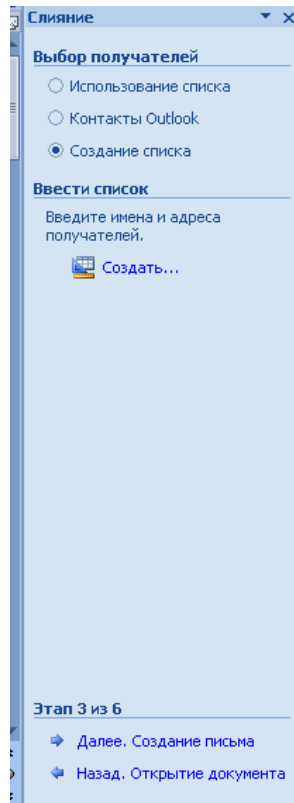 Слияние
Выбор получателей
Использование списка
Контакты Outlook
Создание списка
Ввести список
Введите имена и адреса
получателей.
Создать...
Этап 3 из 6
Далее. Создание письма
Назад. Открытие документа